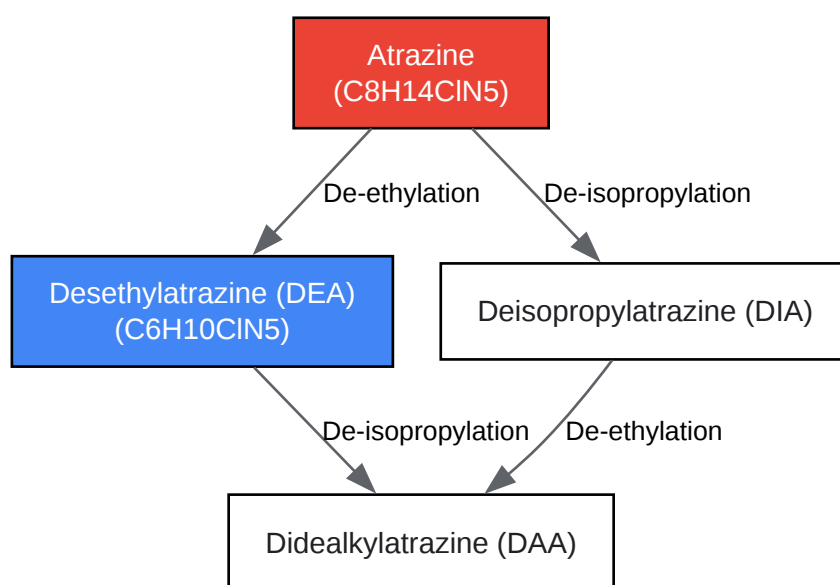 Atrazine
(C8H14ClN5)
De-ethylation
De-isopropylation
Desethylatrazine (DEA)
(C6H10ClN5)
Deisopropylatrazine (DIA)
De-isopropylation
De-ethylation
Didealkylatrazine (DAA)